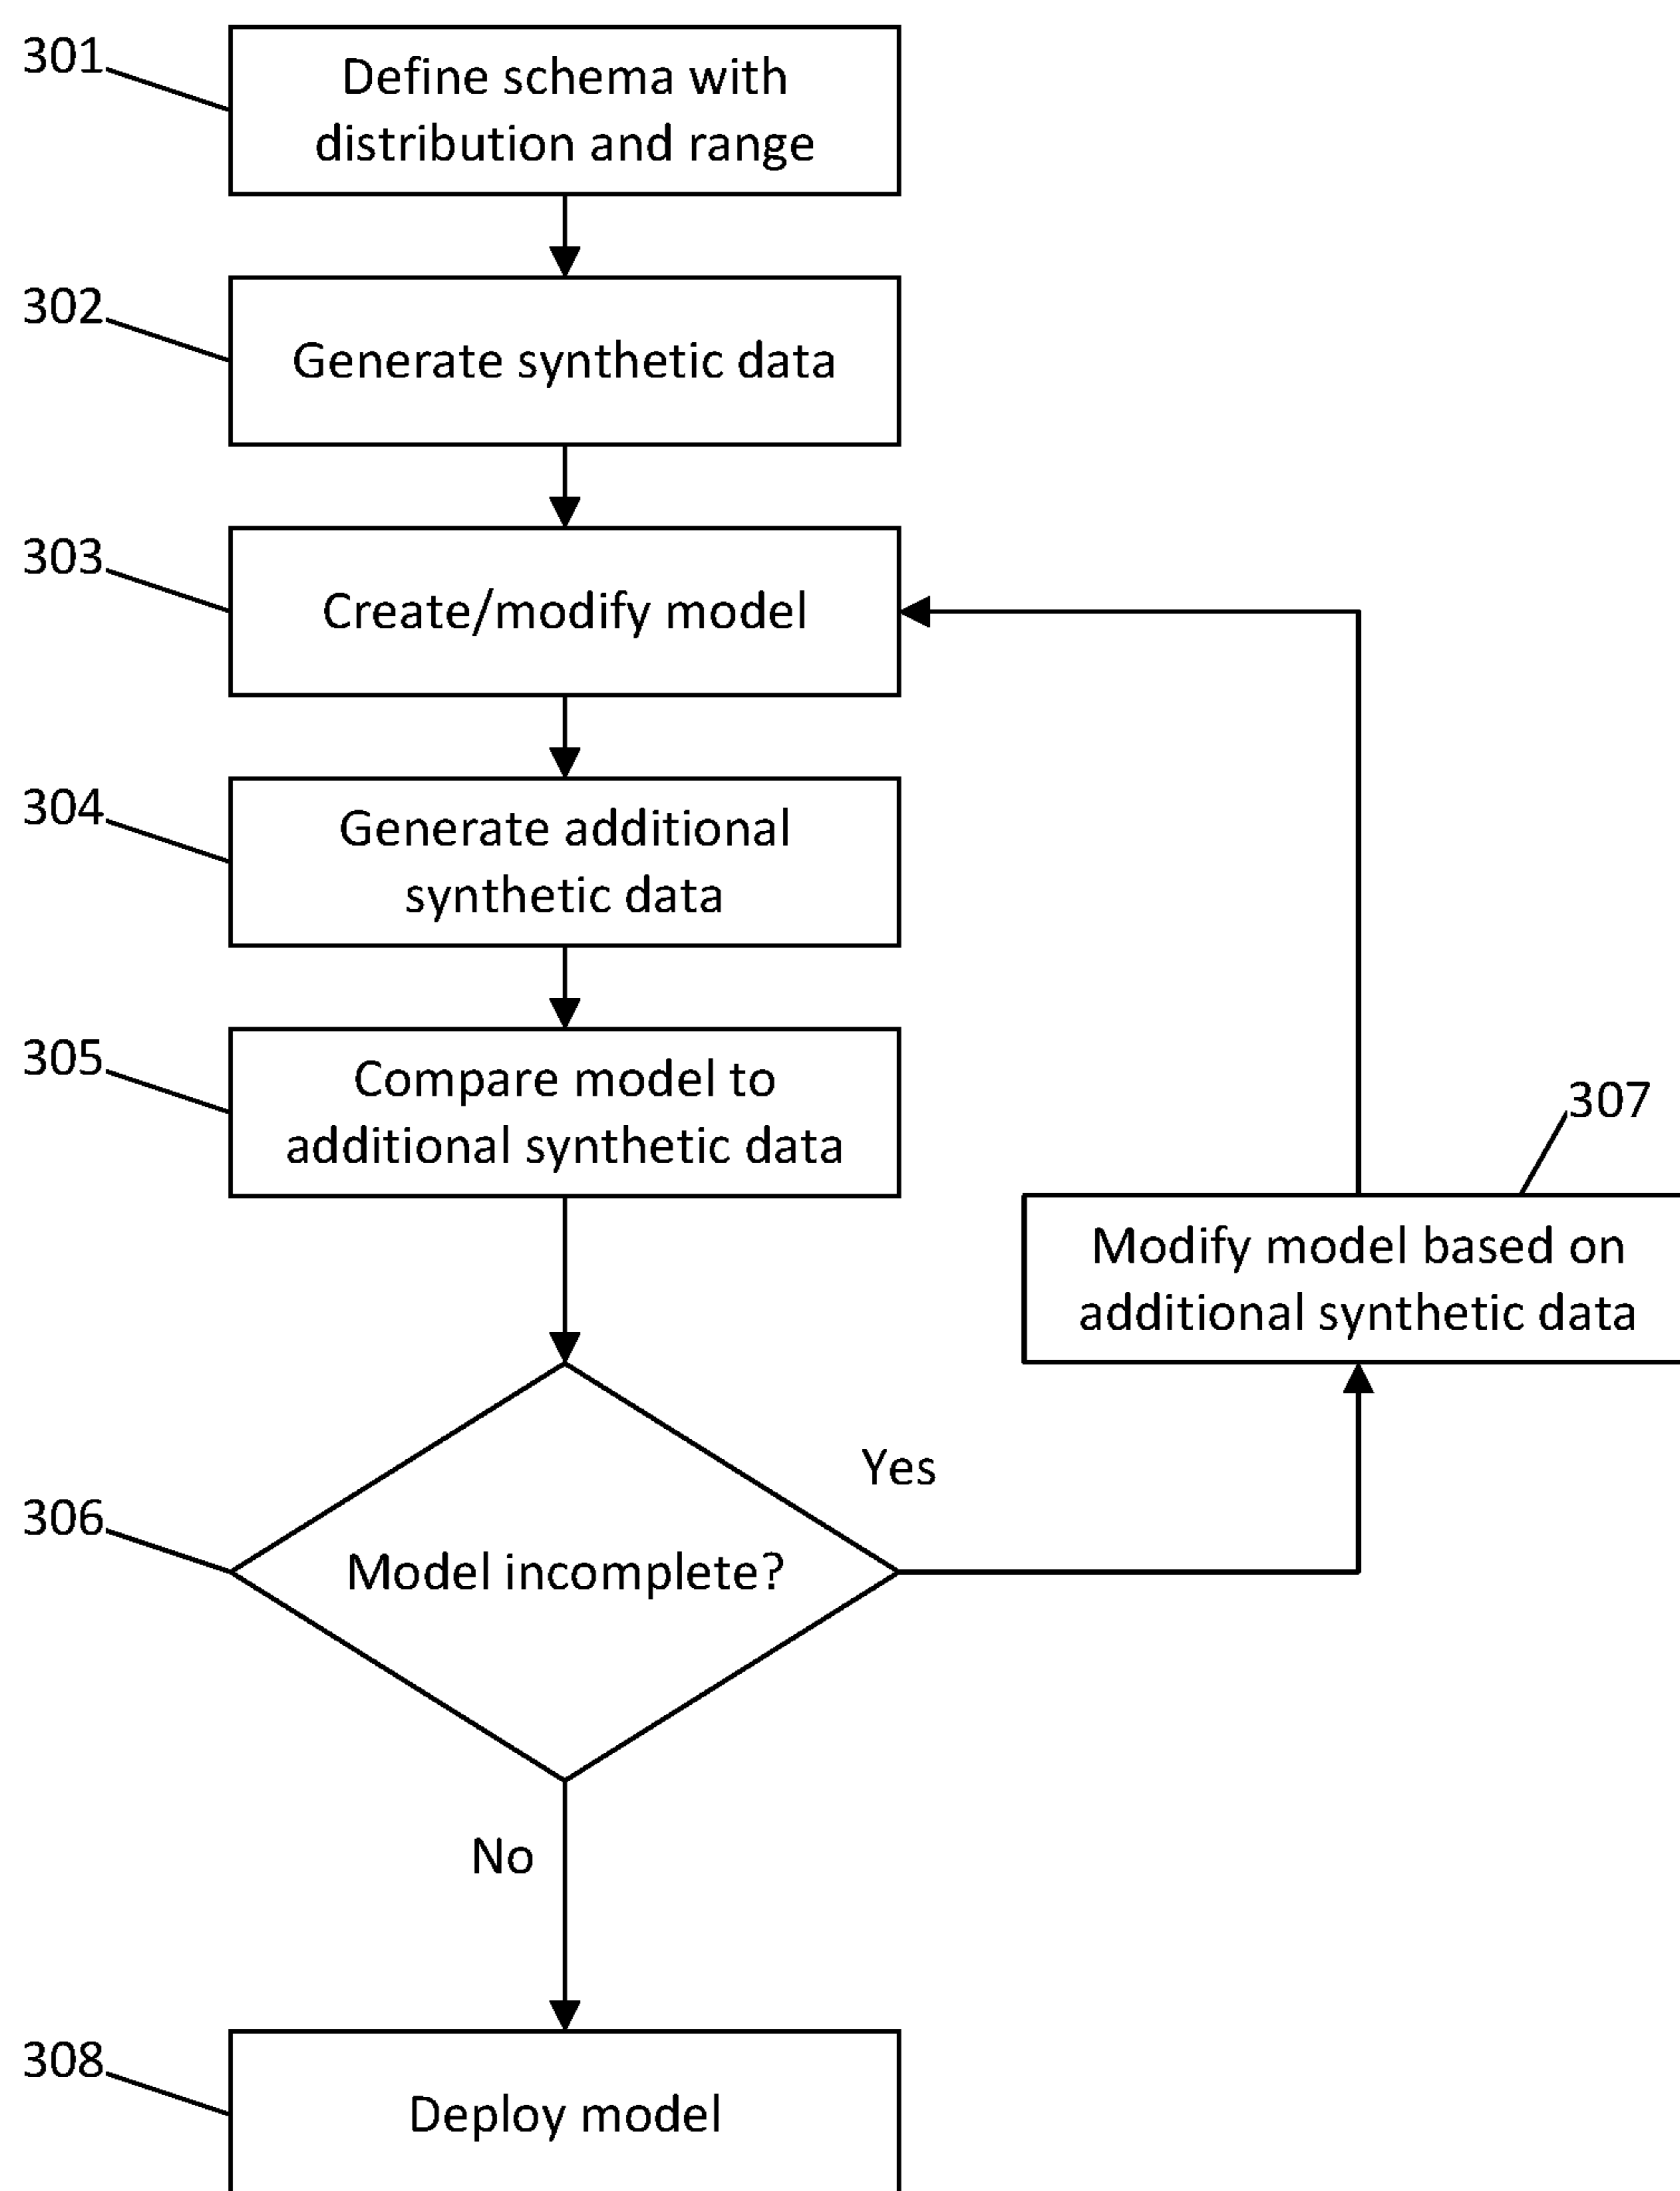 301
Define schema with
distribution and range
302
Generate synthetic data
303
Create/modify model
304
Generate additional
synthetic data
305
Compare model to
additional synthetic data
307
Modify model based on
additional synthetic data
Yes
306
Model incomplete?
No
308
Deploy model